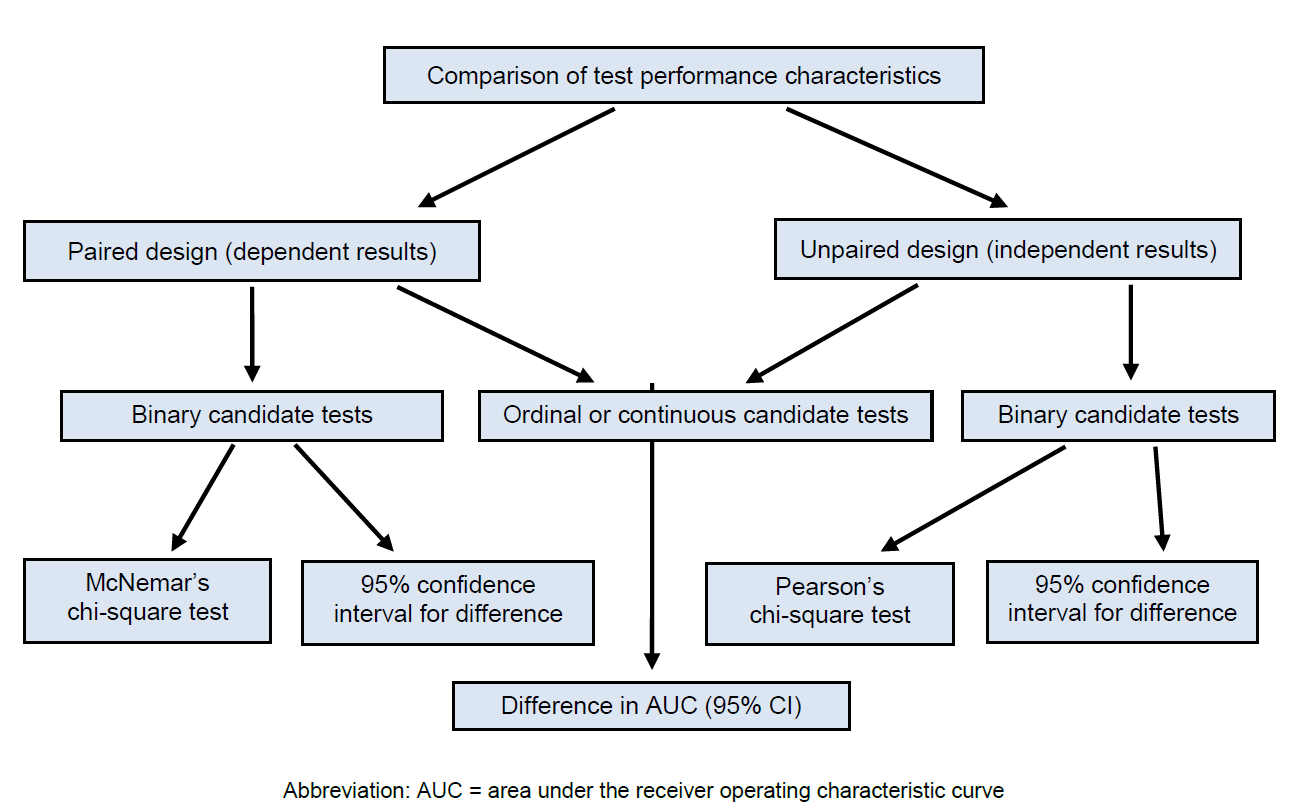 Comparison of test performance characteristics
Paired design (dependent results)
Unpaired design (independent results)
Binary candidate tests
Ordinal or continuous candidate tests
Binary candidate tests
McNemar’s
chi-square test
95% confidence
interval for difference
Pearson’s
chi-square test
95% confidence
interval for difference
Difference in AUC (95% CI)
Abbreviation: AUC = area under the receiver operating characteristic curve